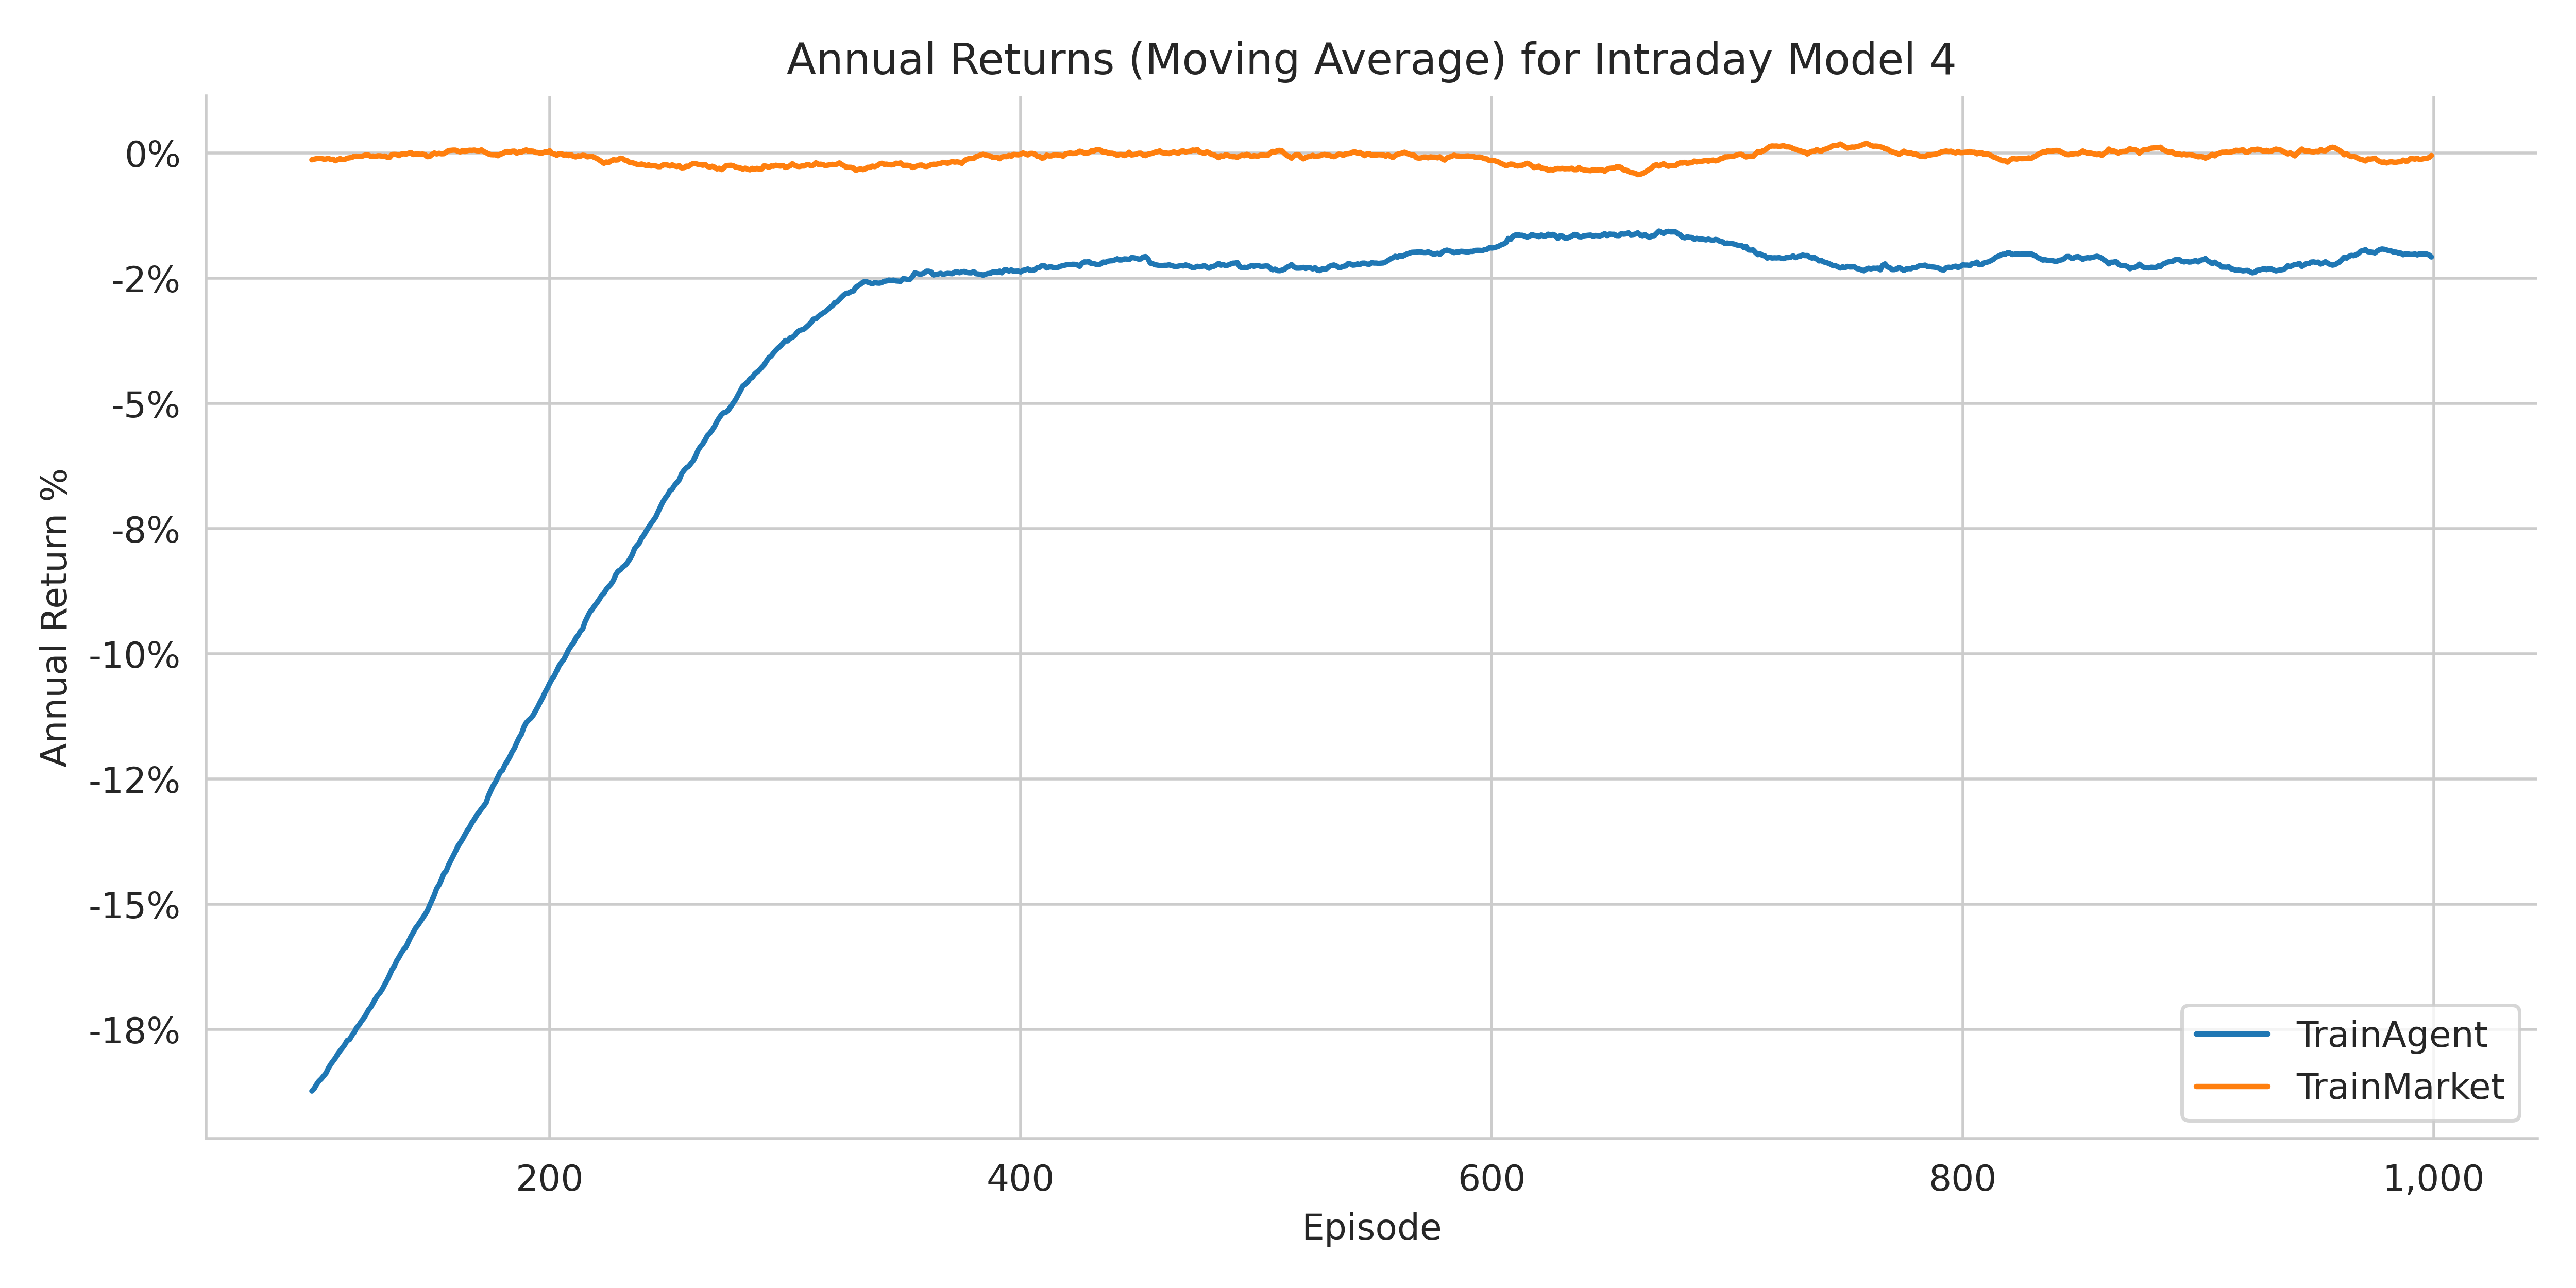 Annual Returns (Moving Average) for Intraday Model 4
0%
-2%
-5%
-8%
-10%
-12%
-15%
-18%
Annual Return %
200
400
600
800
1,000
Episode
TrainAgent
TrainMarket